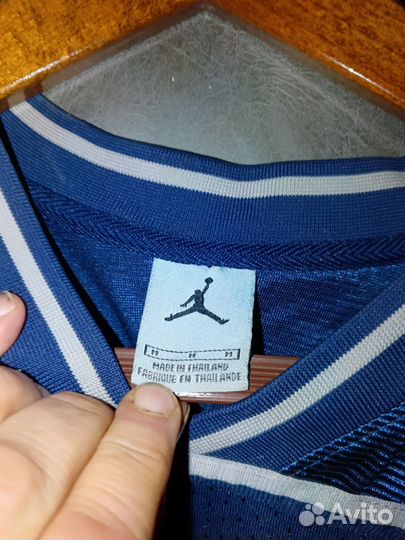 M M M
MADE IN THAILAND
FABRIQUE EN THAILANDE
Avito